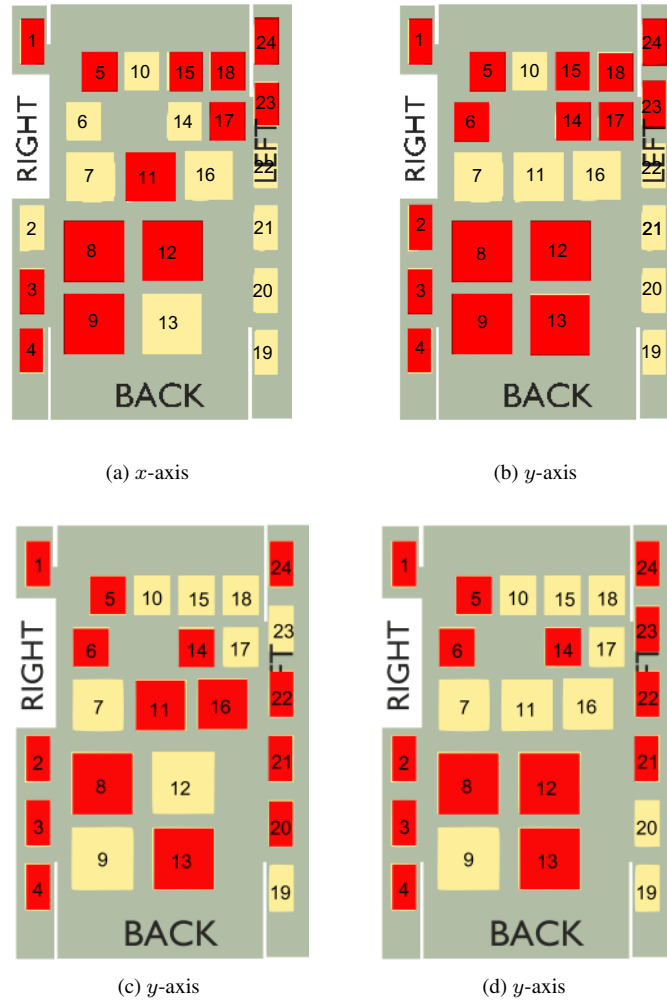 1 24
5 10 15 18
23
6 14 17
RIGHT
LEFT
7 11 16 22
2 21
8 12
3 20
9 13
4 19
BACK
(a) x-axis
1 24
5 10 15 18
23
6 14 17
RIGHT
LEFT
7 11 16 22
2 21
8 12
3 20
9 13
4 19
BACK
(b) y-axis
1 24
5 10 15 18
23
6 14 17
RIGHT
FT
7 11 16 22
2 21
8 12
3 20
9 13
4 19
BACK
(c) y-axis
1 24
5 10 15 18
23
6 14 17
RIGHT
7 11 16 22
2 21
8 12
3 20
9 13
4 19
BACK
(d) y-axis